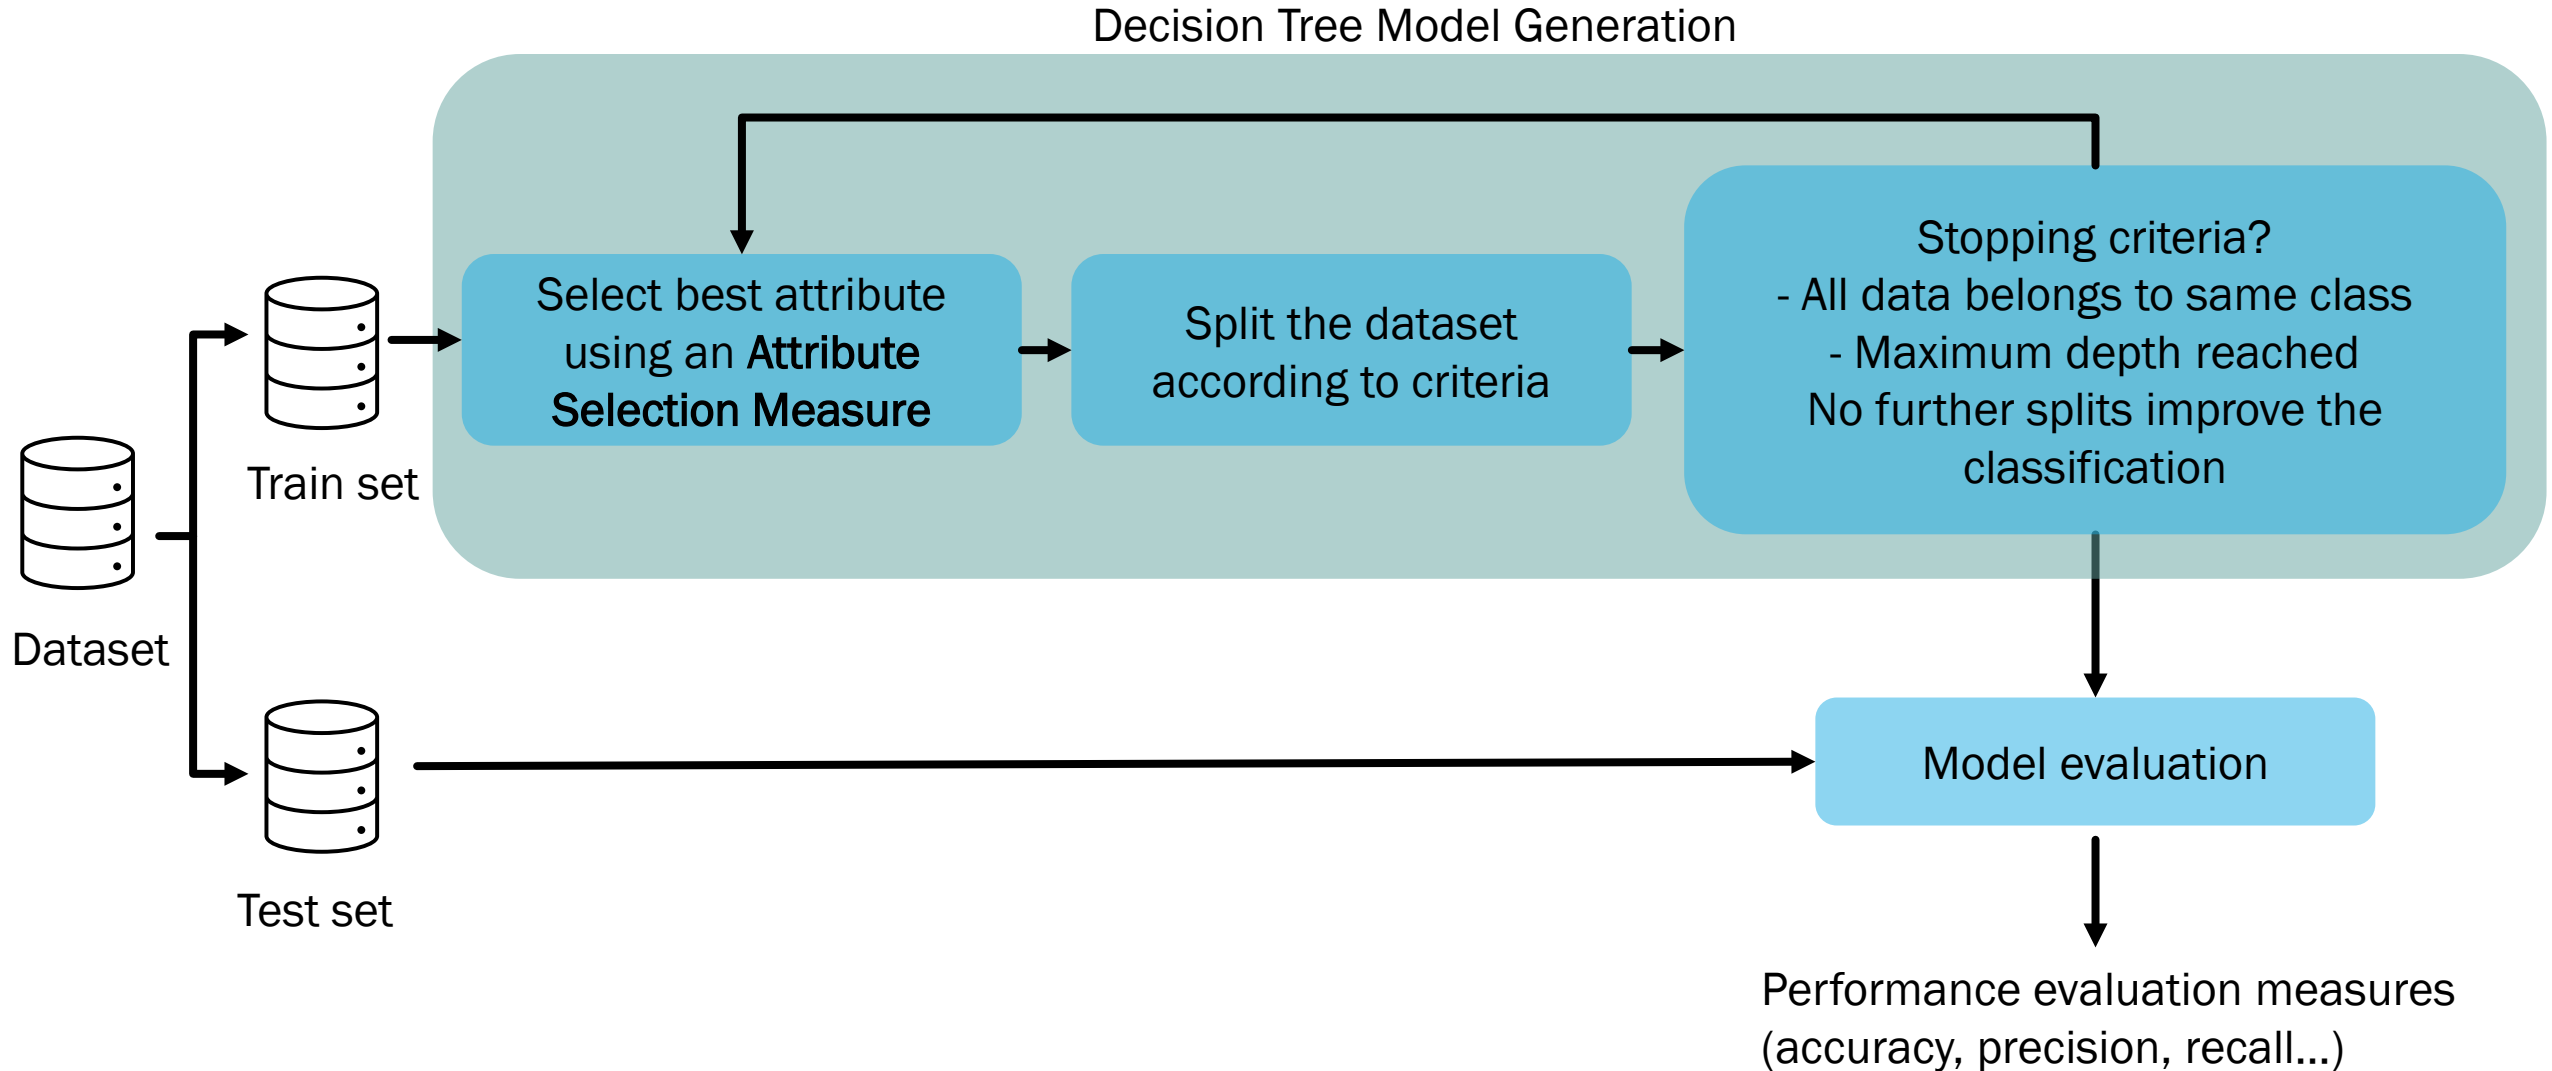 Decision Tree Model Generation
Select best attribute
using an Attribute
Selection Measure
Split the dataset
according to criteria
Stopping criteria?
- All data belongs to same class
- Maximum depth reached
No further splits improve the
classification
Train set
Dataset
Test set
Model evaluation
Performance evaluation measures
(accuracy, precision, recall...)